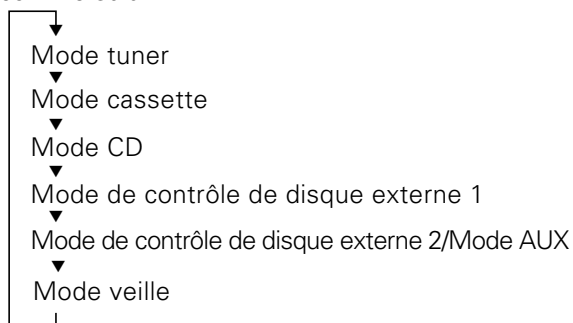 Mode tuner
Mode cassette
Mode CD
Mode de contrôle de disque externe 1
Mode de contrôle de disque externe 2/Mode AUX
Mode veille